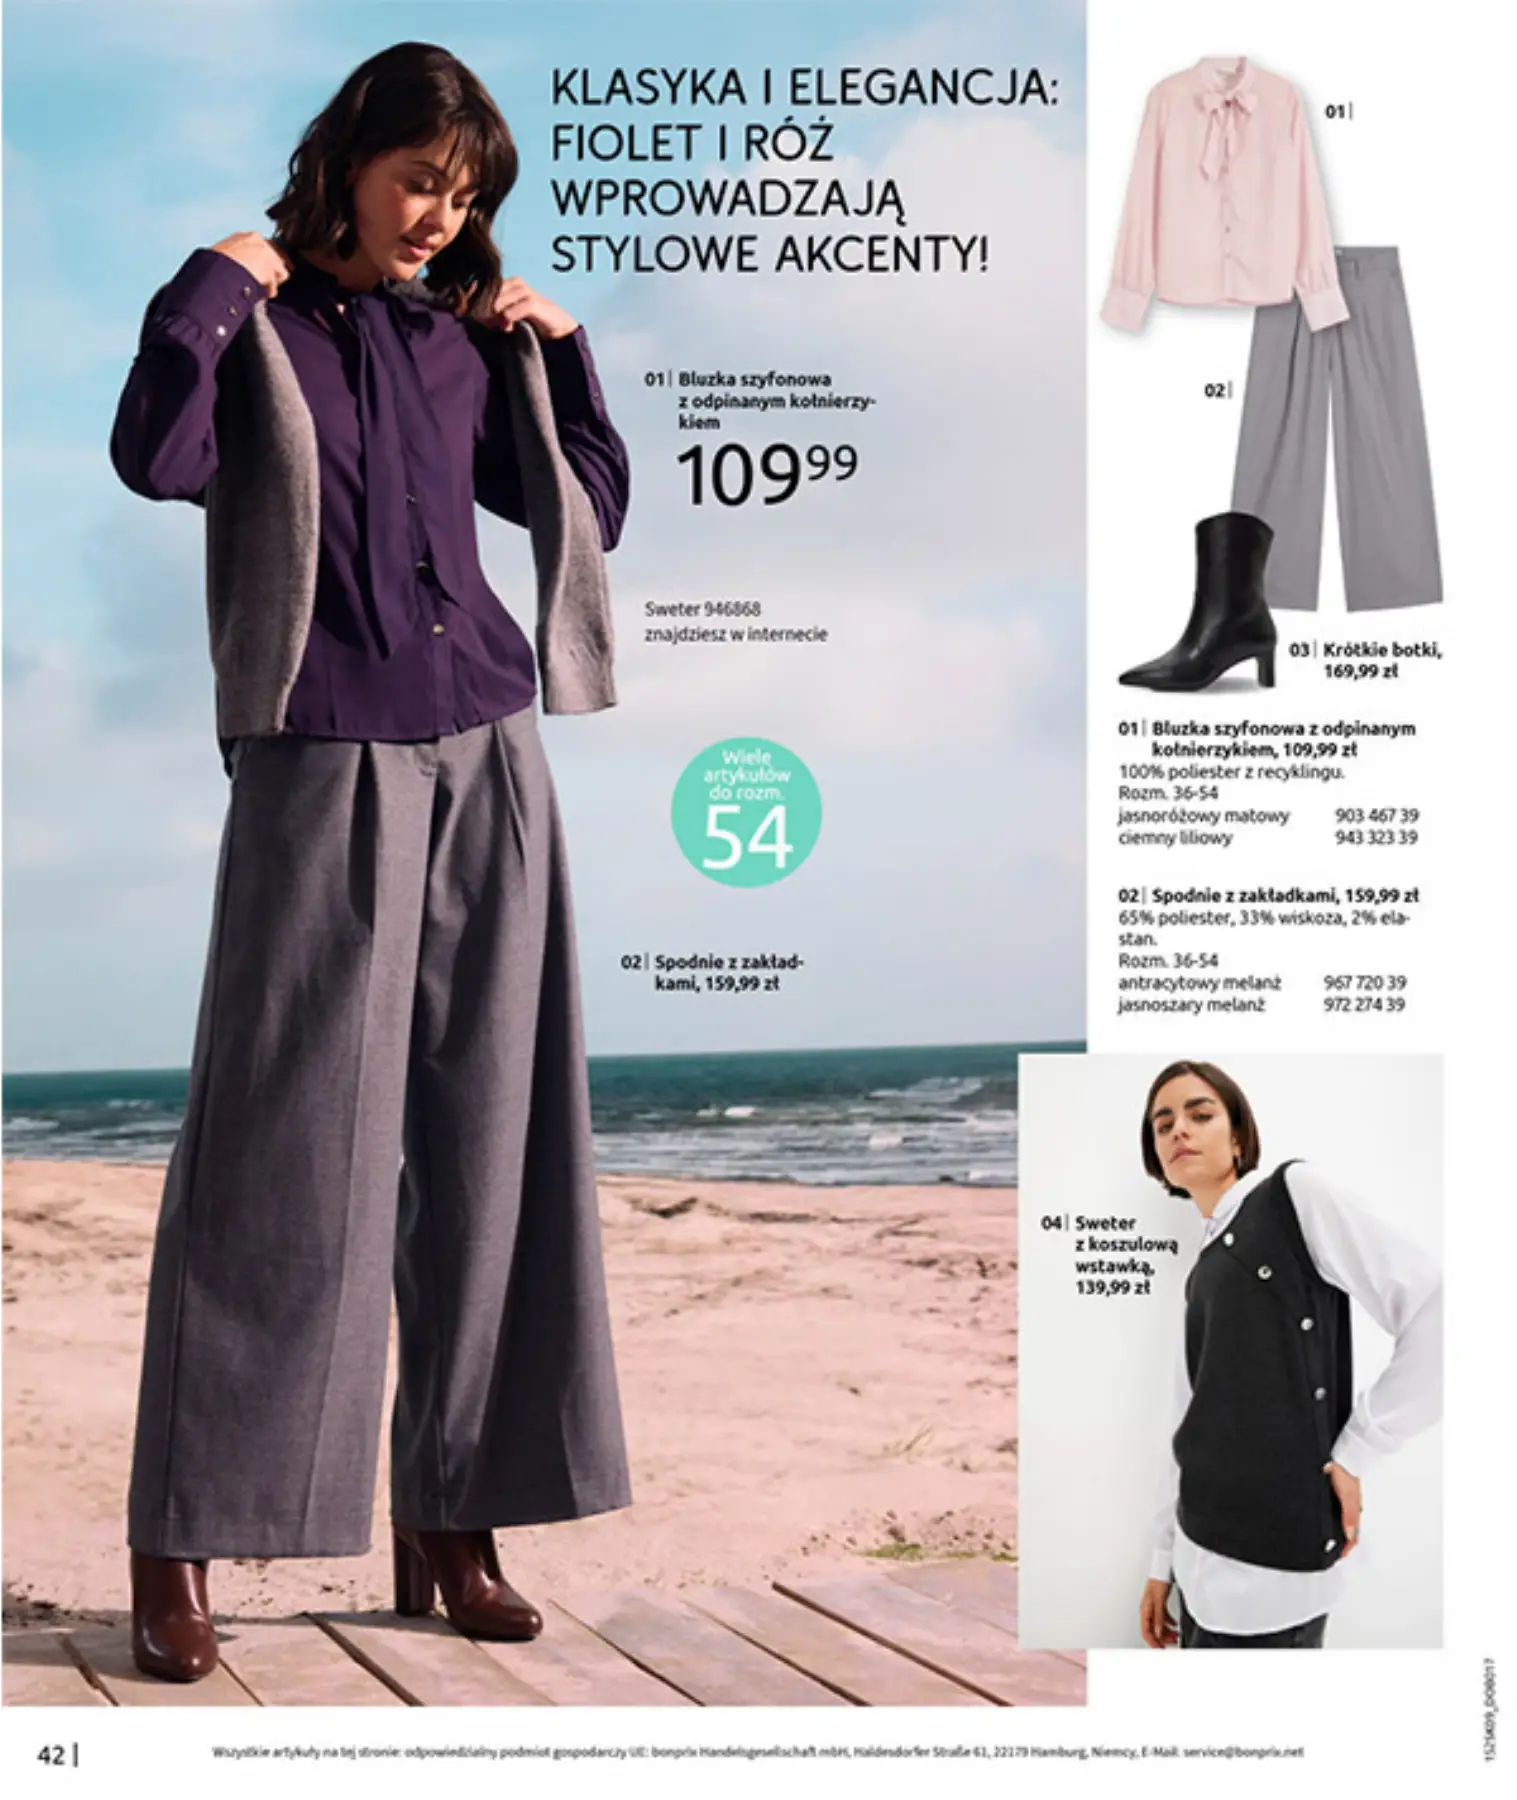 KLASYKA I ELEGANCJA:
FIOLET I RÓŻ
WPROWADZAJĄ
STYLOWE AKCENTY!
01| Bluzka szyfonowa
z odpinanym kołnierzy-
kiem
109⁹⁹
Sweter 946868
znajdziesz w internecie
Wiele
artykułów
do rozm.
54
02| Spodnie z zakład-
kami, 159,99 zł
01|
02|
03| Krótkie botki,
169,99 zł
01| Bluzka szyfonowa z odpinanym
kołnierzykiem, 109,99 zł
100% poliester z recyklingu.
Rozm. 36-54
jasnoróżowy matowy 903 467 39
ciemny liliowy 943 323 39
02| Spodnie z zakładkami, 159,99 zł
65% poliester, 33% wiskoza, 2% ela-
stan.
Rozm. 36-54
antracytowy melanż 967 720 39
jasnoszary melanż 972 274 39
04| Sweter
z koszulową
wstawką,
139,99 zł
1525K09_DOB017
42|
Wszystkie artykuły na tej stronie: odpowiedzialny podmiot gospodarczy UE: bonprix Handelsgesellschaft mbH, Haldesdorfer Straße 61, 22179 Hamburg, Niemcy, E-Mail: service@bonprix.net